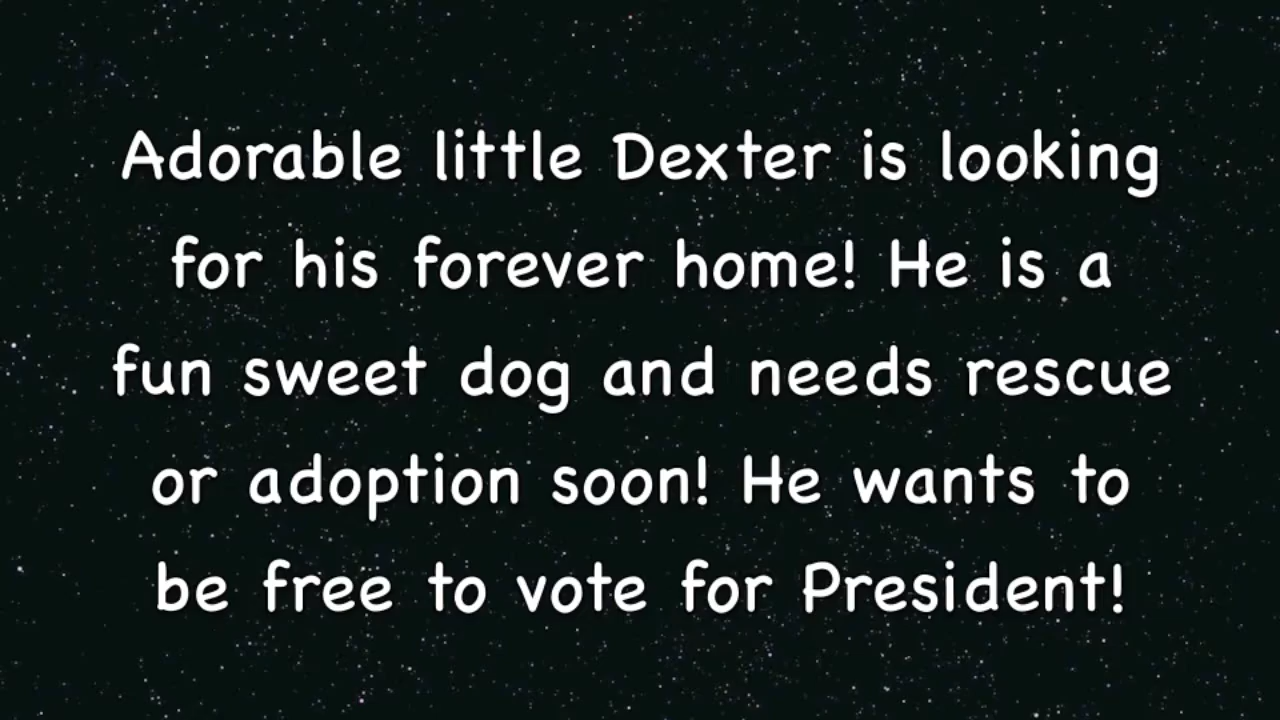 Adorable little Dexter is looking
for his forever home! He is a
fun sweet dog and needs rescue
or adoption soon! He wants to
be free to vote for President!